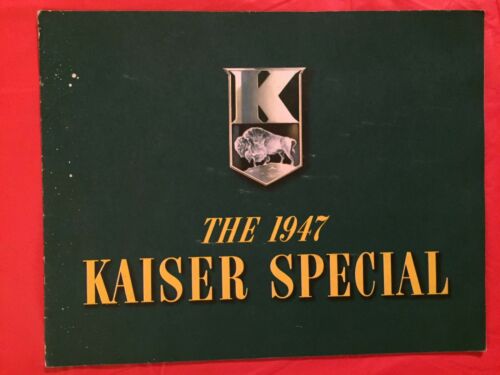 K
THE 1947
KAISER SPECIAL